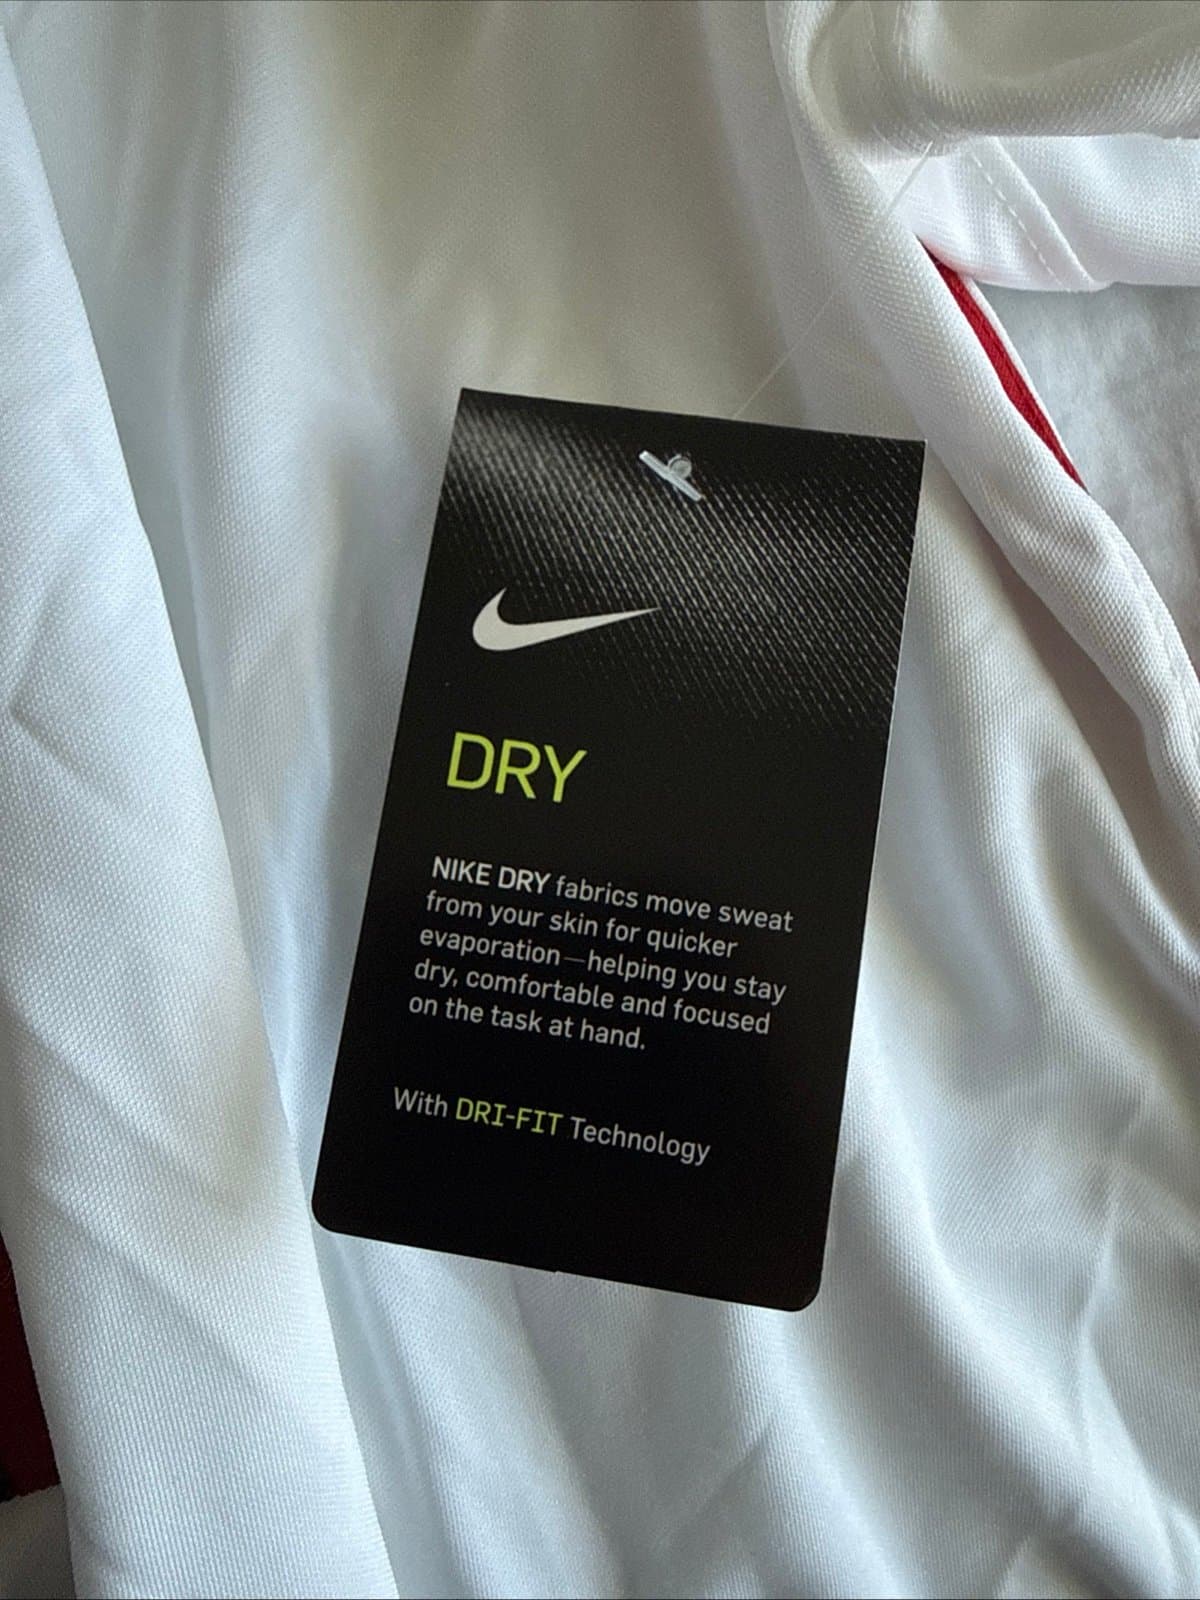 DRY
NIKE DRY fabrics move sweat
from your skin for quicker
evaporation—helping you stay
dry, comfortable and focused
on the task at hand.
With DRI-FIT Technology